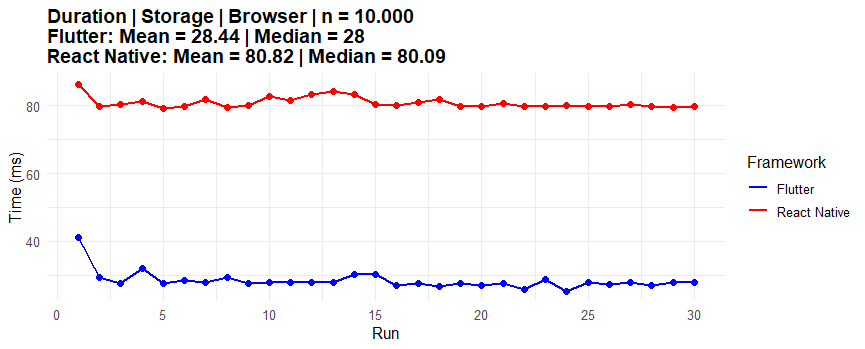 Duration | Storage | Browser | n = 10.000
Flutter: Mean = 28.44 | Median = 28
React Native: Mean = 80.82 | Median = 80.09
80
60
40
Time (ms)
0 5 10 15 20 25 30
Run
Framework
Flutter
React Native